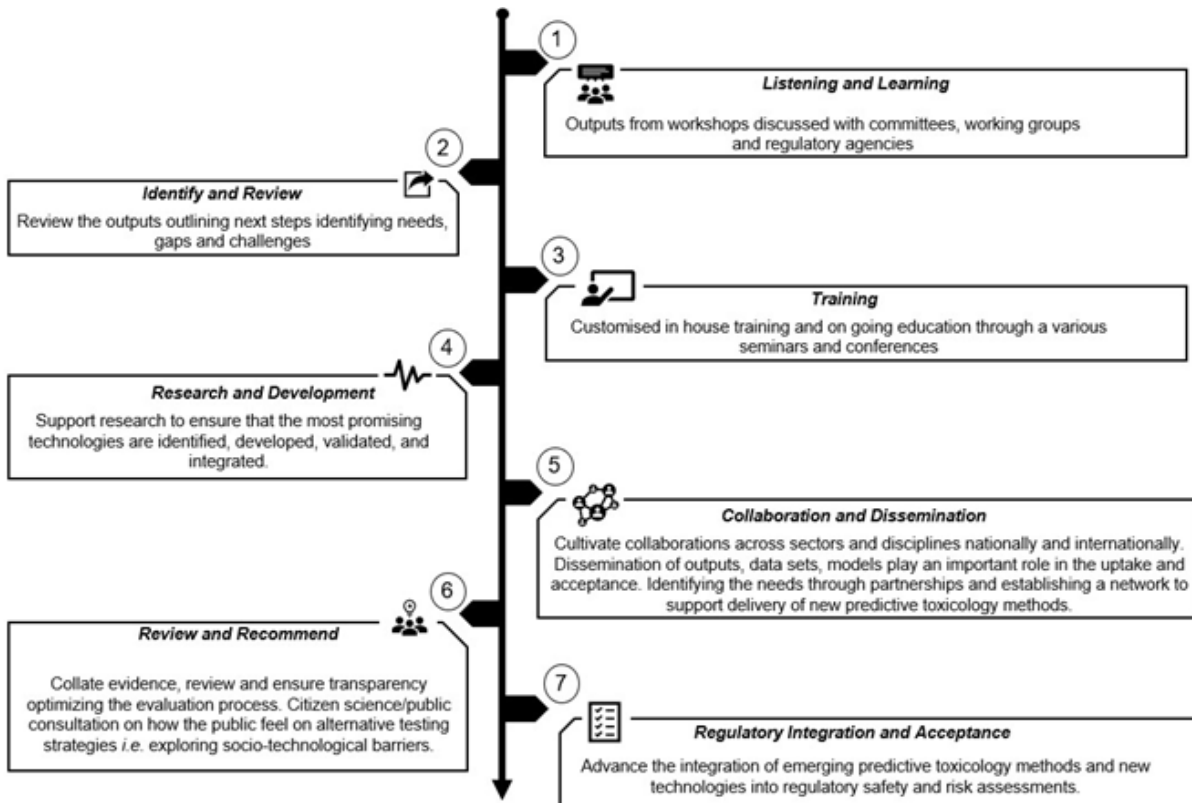 1
Listening and Learning
Outputs from workshops discussed with committees, working groups
and regulatory agencies
2
Identify and Review
Review the outputs outlining next steps identifying needs,
gaps and challenges
3
Training
Customised in house training and on going education through a various
seminars and conferences
4
Research and Development
Support research to ensure that the most promising
technologies are identified, developed, validated, and
integrated.
5
Collaboration and Dissemination
Cultivate collaborations across sectors and disciplines nationally and internationally.
Dissemination of outputs, data sets, models play an important role in the uptake and
acceptance. Identifying the needs through partnerships and establishing a network to
support delivery of new predictive toxicology methods.
6
Review and Recommend
Collate evidence, review and ensure transparency
optimizing the evaluation process. Citizen science/public
consultation on how the public feel on alternative testing
strategies i.e. exploring socio-technological barriers.
7
Regulatory Integration and Acceptance
Advance the integration of emerging predictive toxicology methods and new
technologies into regulatory safety and risk assessments.